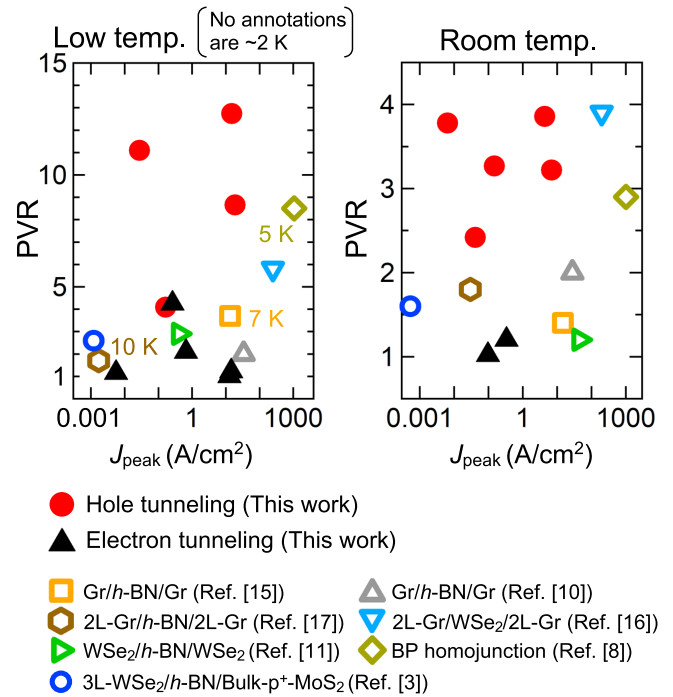 Low temp.
No annotations
are ~2 K
Room temp.
15
10
5
1
PVR
5 K
7 K
10 K
0.001
1
1000
J_peak (A/cm²)
4
3
2
1
PVR
0.001
1
1000
J_peak (A/cm²)
Hole tunneling (This work)
Electron tunneling (This work)
Gr/h-BN/Gr (Ref. [15]) Gr/h-BN/Gr (Ref. [10])
2L-Gr/h-BN/2L-Gr (Ref. [17]) 2L-Gr/WSe₂/2L-Gr (Ref. [16])
WSe₂/h-BN/WSe₂ (Ref. [11]) BP homojunction (Ref. [8])
3L-WSe₂/h-BN/Bulk-p⁺-MoS₂ (Ref. [3])